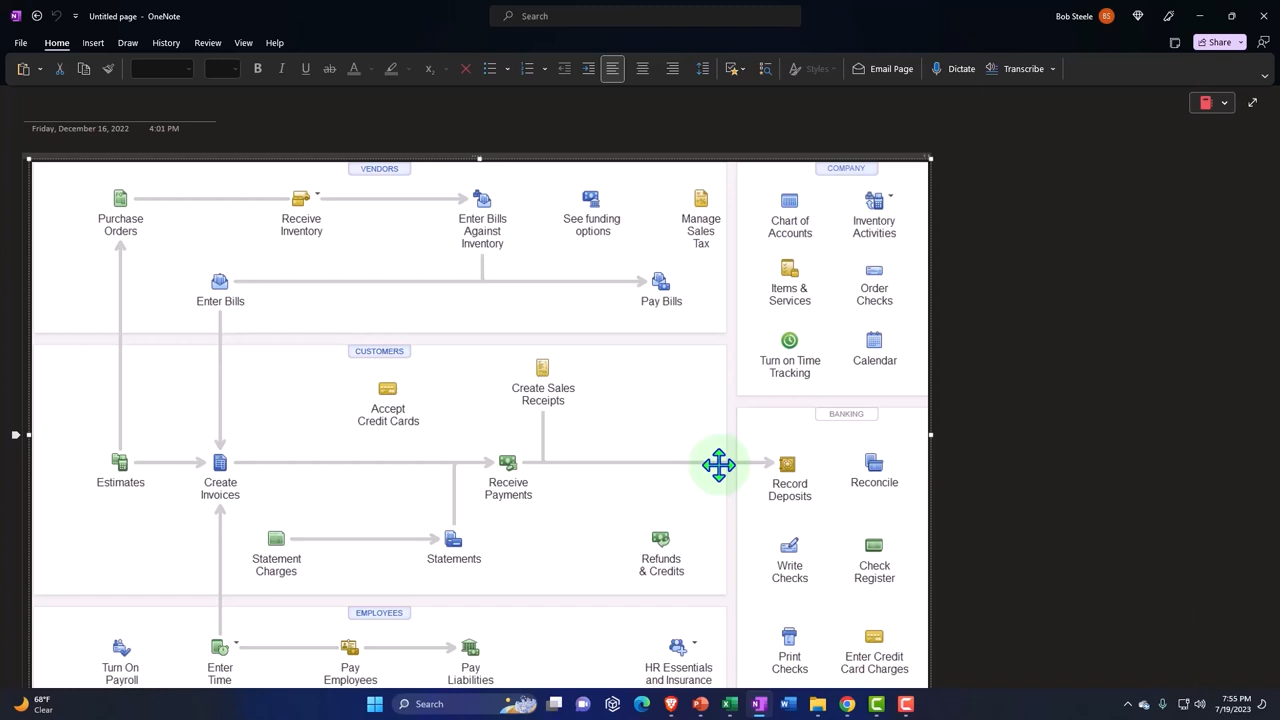 Untitled page - OneNote
Search
Bob Steele
BS
File
Home
Insert
Draw
History
Review
View
Help
Share
B
I
U
ab
A
Styles
Email Page
Dictate
Transcribe
Friday, December 16, 2022
4:01 PM
VENDORS
Purchase
Orders
Receive
Inventory
Enter Bills
Against
Inventory
See funding
options
Manage
Sales
Tax
Enter Bills
Pay Bills
COMPANY
Chart of
Accounts
Inventory
Activities
Items &
Services
Order
Checks
Turn on Time
Tracking
Calendar
CUSTOMERS
Accept
Credit Cards
Create Sales
Receipts
Estimates
Create
Invoices
Receive
Payments
Statement
Charges
Statements
Refunds
& Credits
BANKING
Record
Deposits
Reconcile
Write
Checks
Check
Register
Print
Checks
Enter Credit
Card Charges
EMPLOYEES
Turn On
Payroll
Enter
Time
Pay
Employees
Pay
Liabilities
HR Essentials
and Insurance
68°F
Clear
Search
7:55 PM
7/19/2023